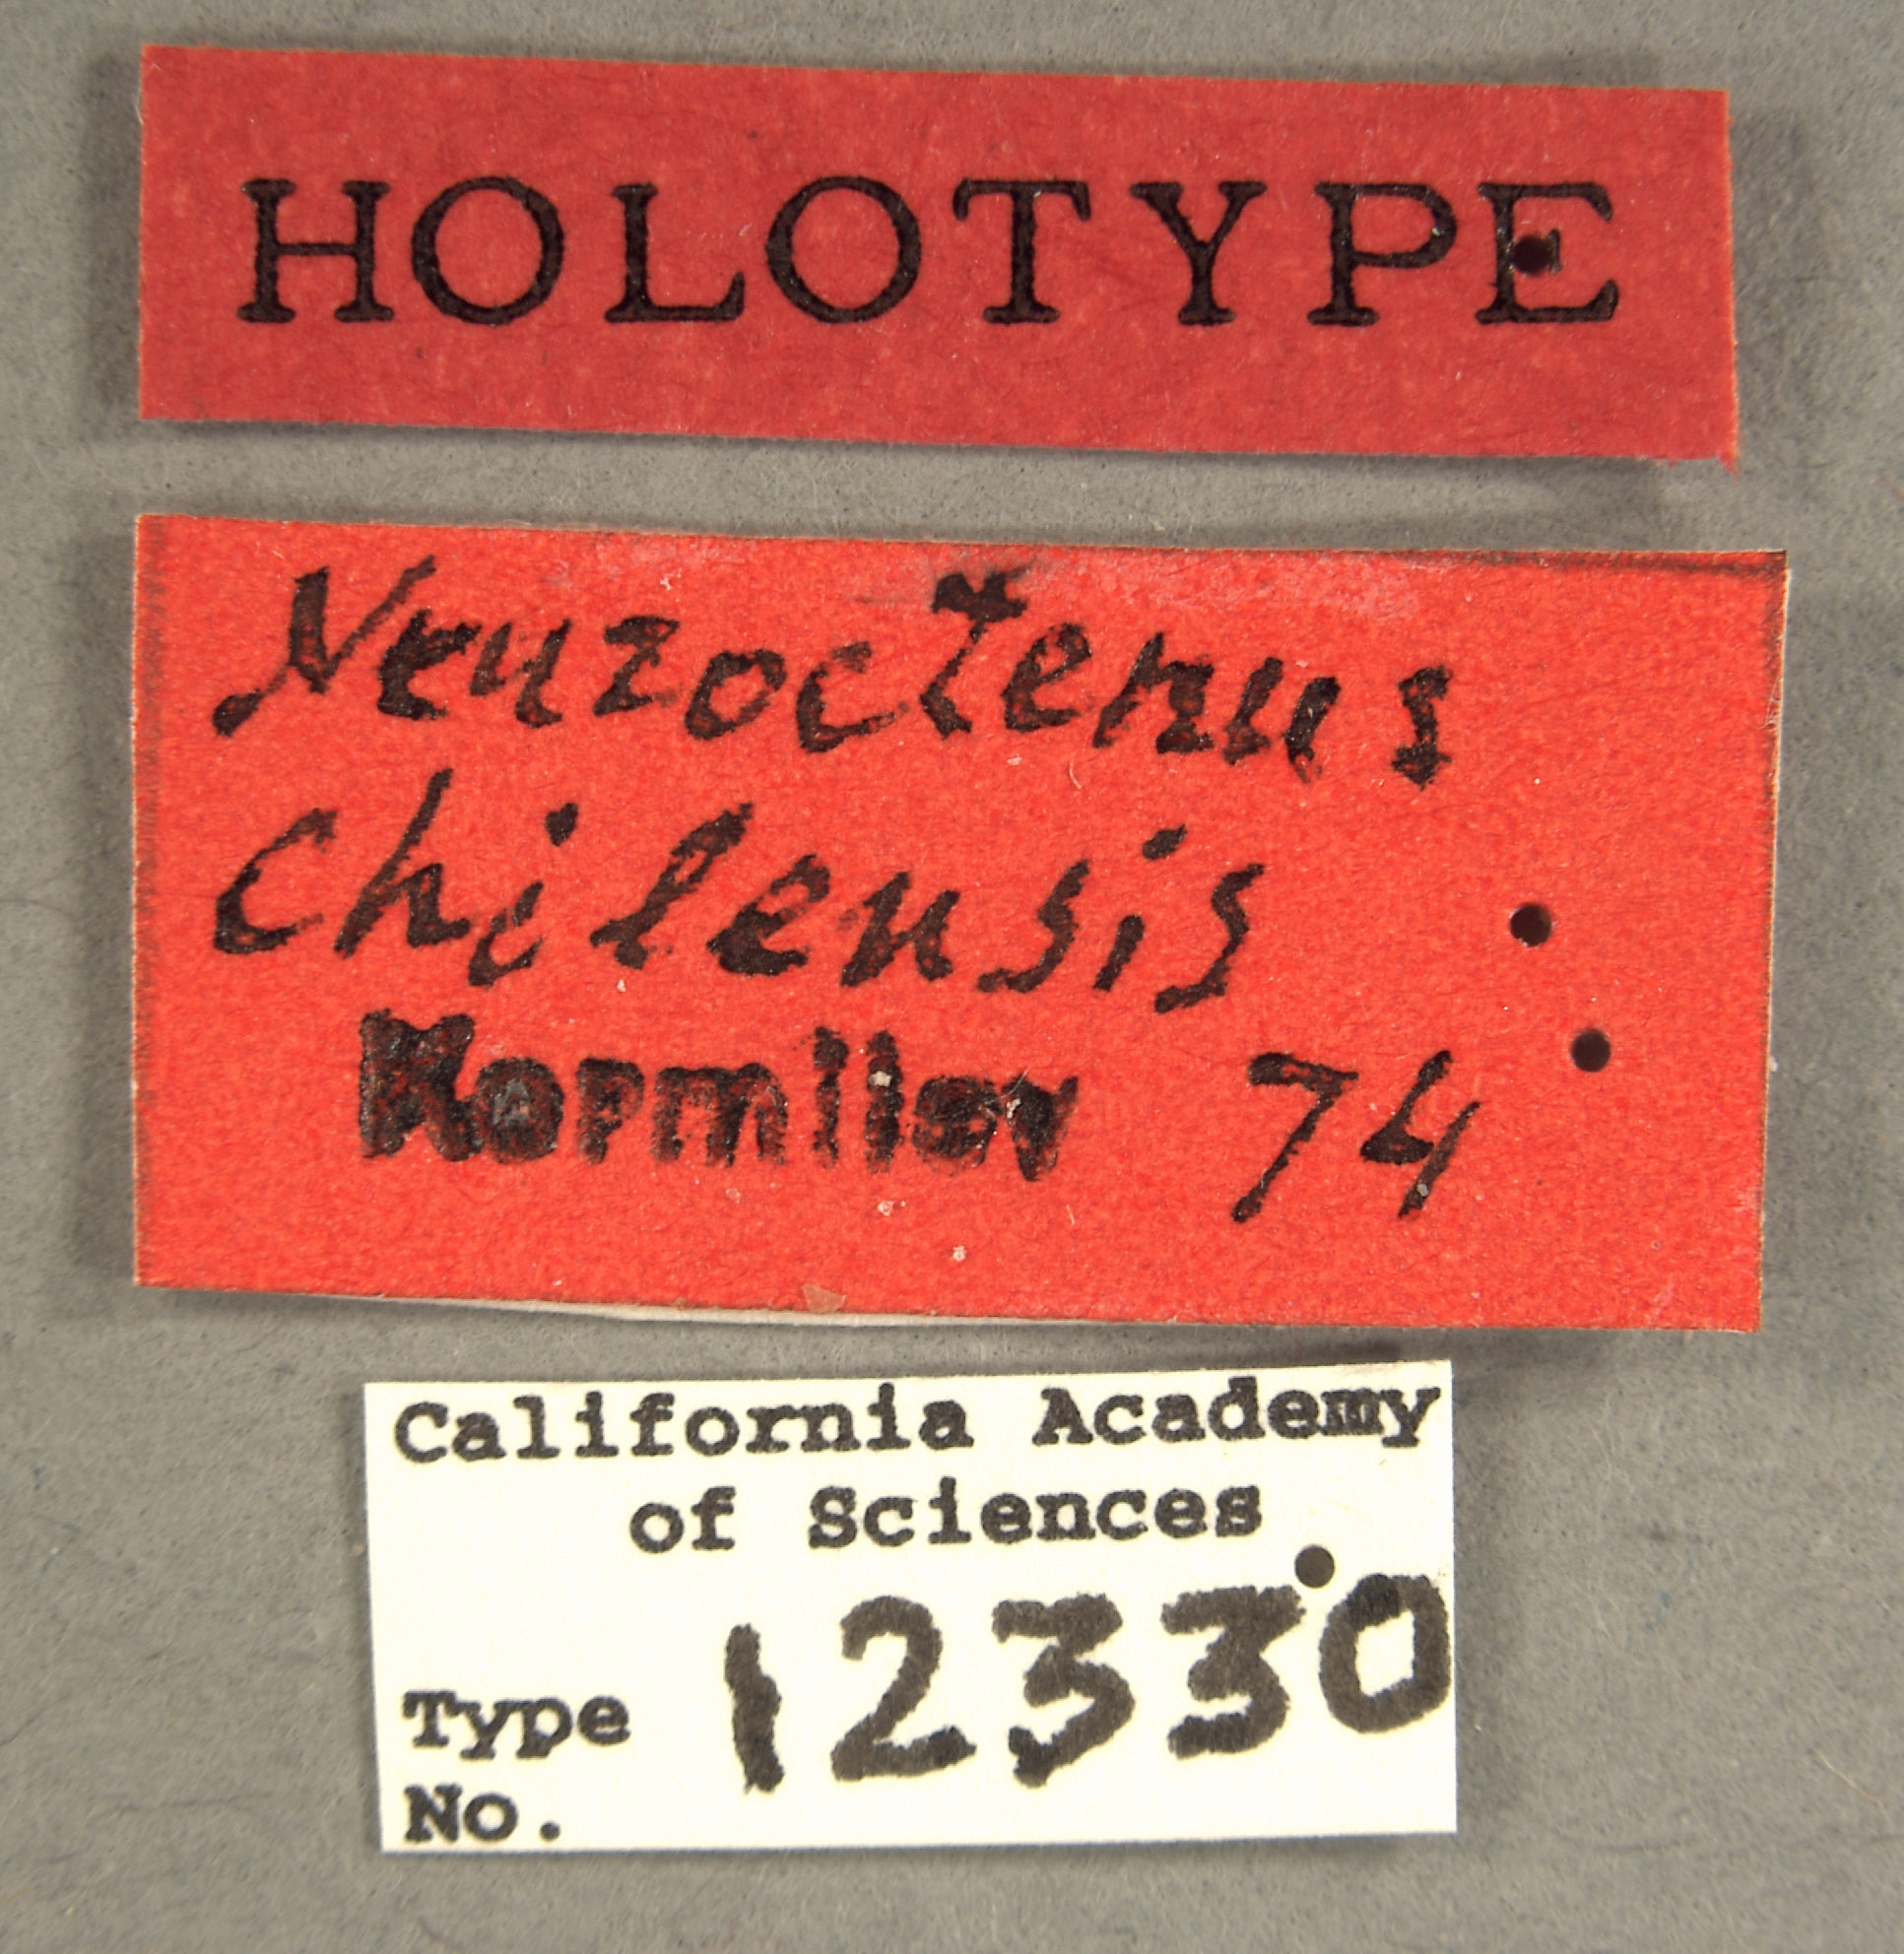 HOLOTYPE
Neuroctenus
chilensis
Kormilev 74
California Academy
of Sciences
Type 12330
No.